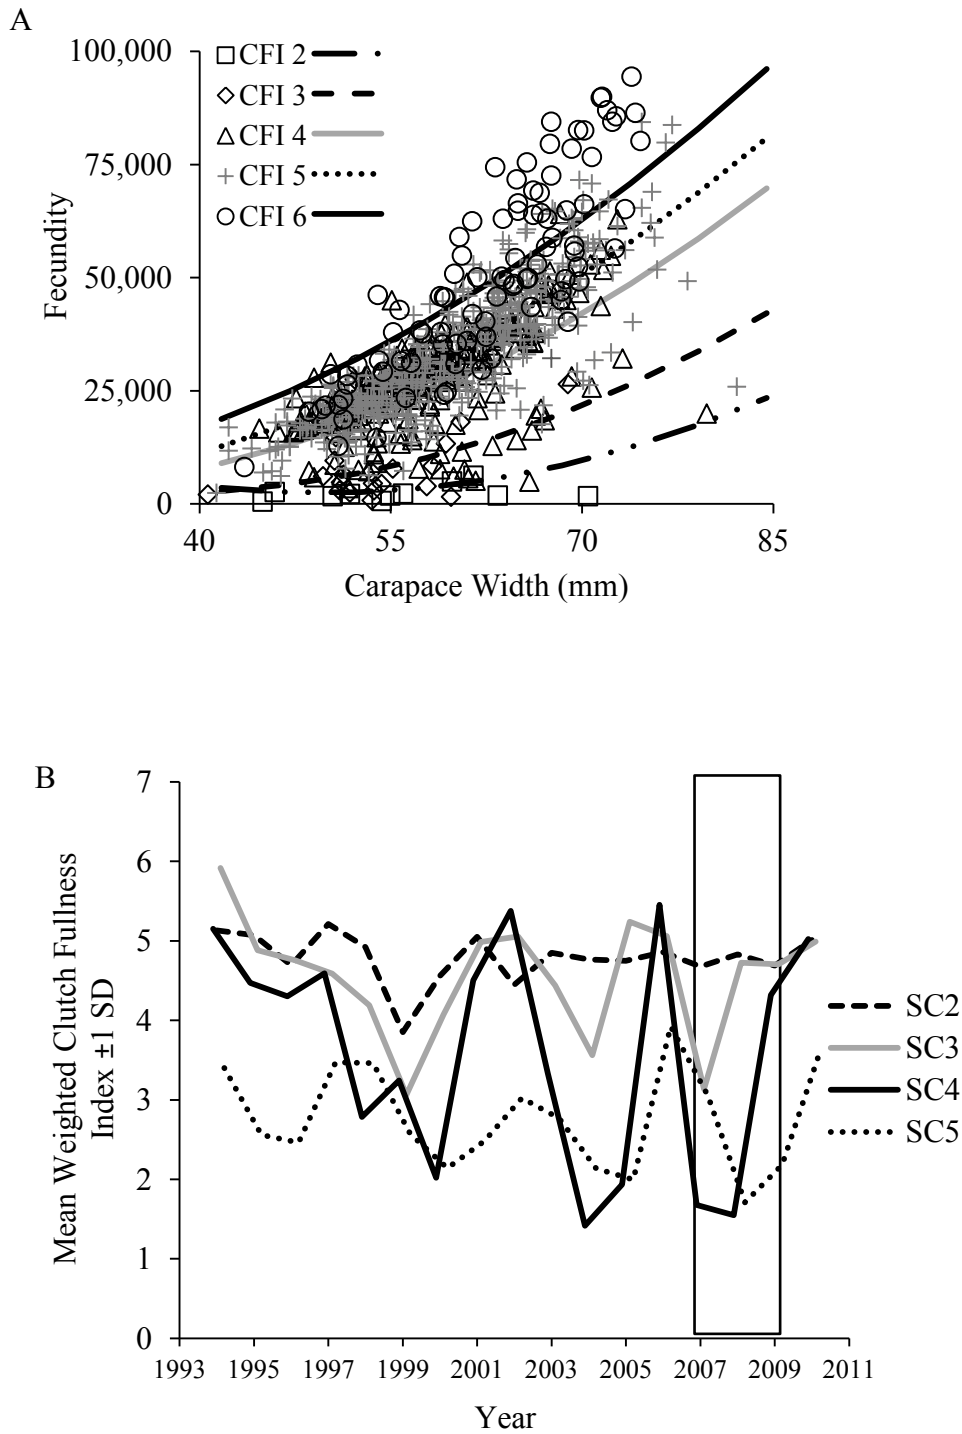 A
100,000
75,000
50,000
25,000
0
Fecundity
CFI 2
CFI 3
CFI 4
CFI 5
CFI 6
40 55 70 85
Carapace Width (mm)
B
7
6
5
4
3
2
1
0
Mean Weighted Clutch Fullness
Index ±1 SD
SC2
SC3
SC4
SC5
1993 1995 1997 1999 2001 2003 2005 2007 2009 2011
Year